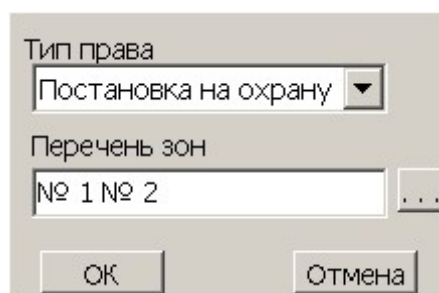 Тип права
Постановка на охрану
Перечень зон
№ 1 № 2
...
ОК
Отмена